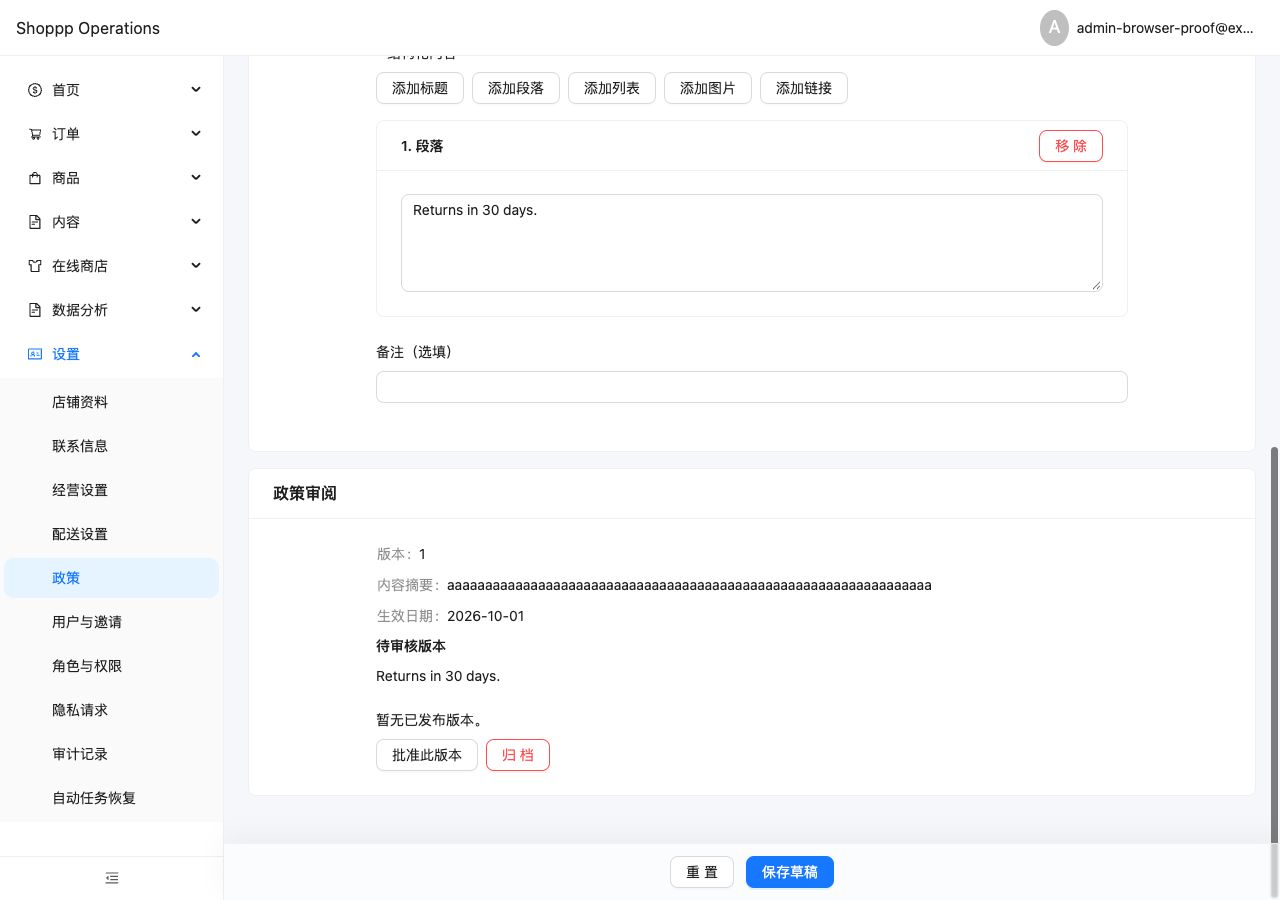 Shoppp Operations
A
admin-browser-proof@ex...
首页
订单
商品
内容
在线商店
数据分析
设置
店铺资料
联系信息
经营设置
配送设置
政策
用户与邀请
角色与权限
隐私请求
审计记录
自动任务恢复
添加标题 添加段落 添加列表 添加图片 添加链接
1. 段落
移 除
Returns in 30 days.
备注（选填）
政策审阅
版本： 1
内容摘要： aaaaaaaaaaaaaaaaaaaaaaaaaaaaaaaaaaaaaaaaaaaaaaaaaaaaaaaaaaaaaaaa
生效日期： 2026-10-01
待审核版本
Returns in 30 days.
暂无已发布版本。
批准此版本 归 档
重 置 保存草稿